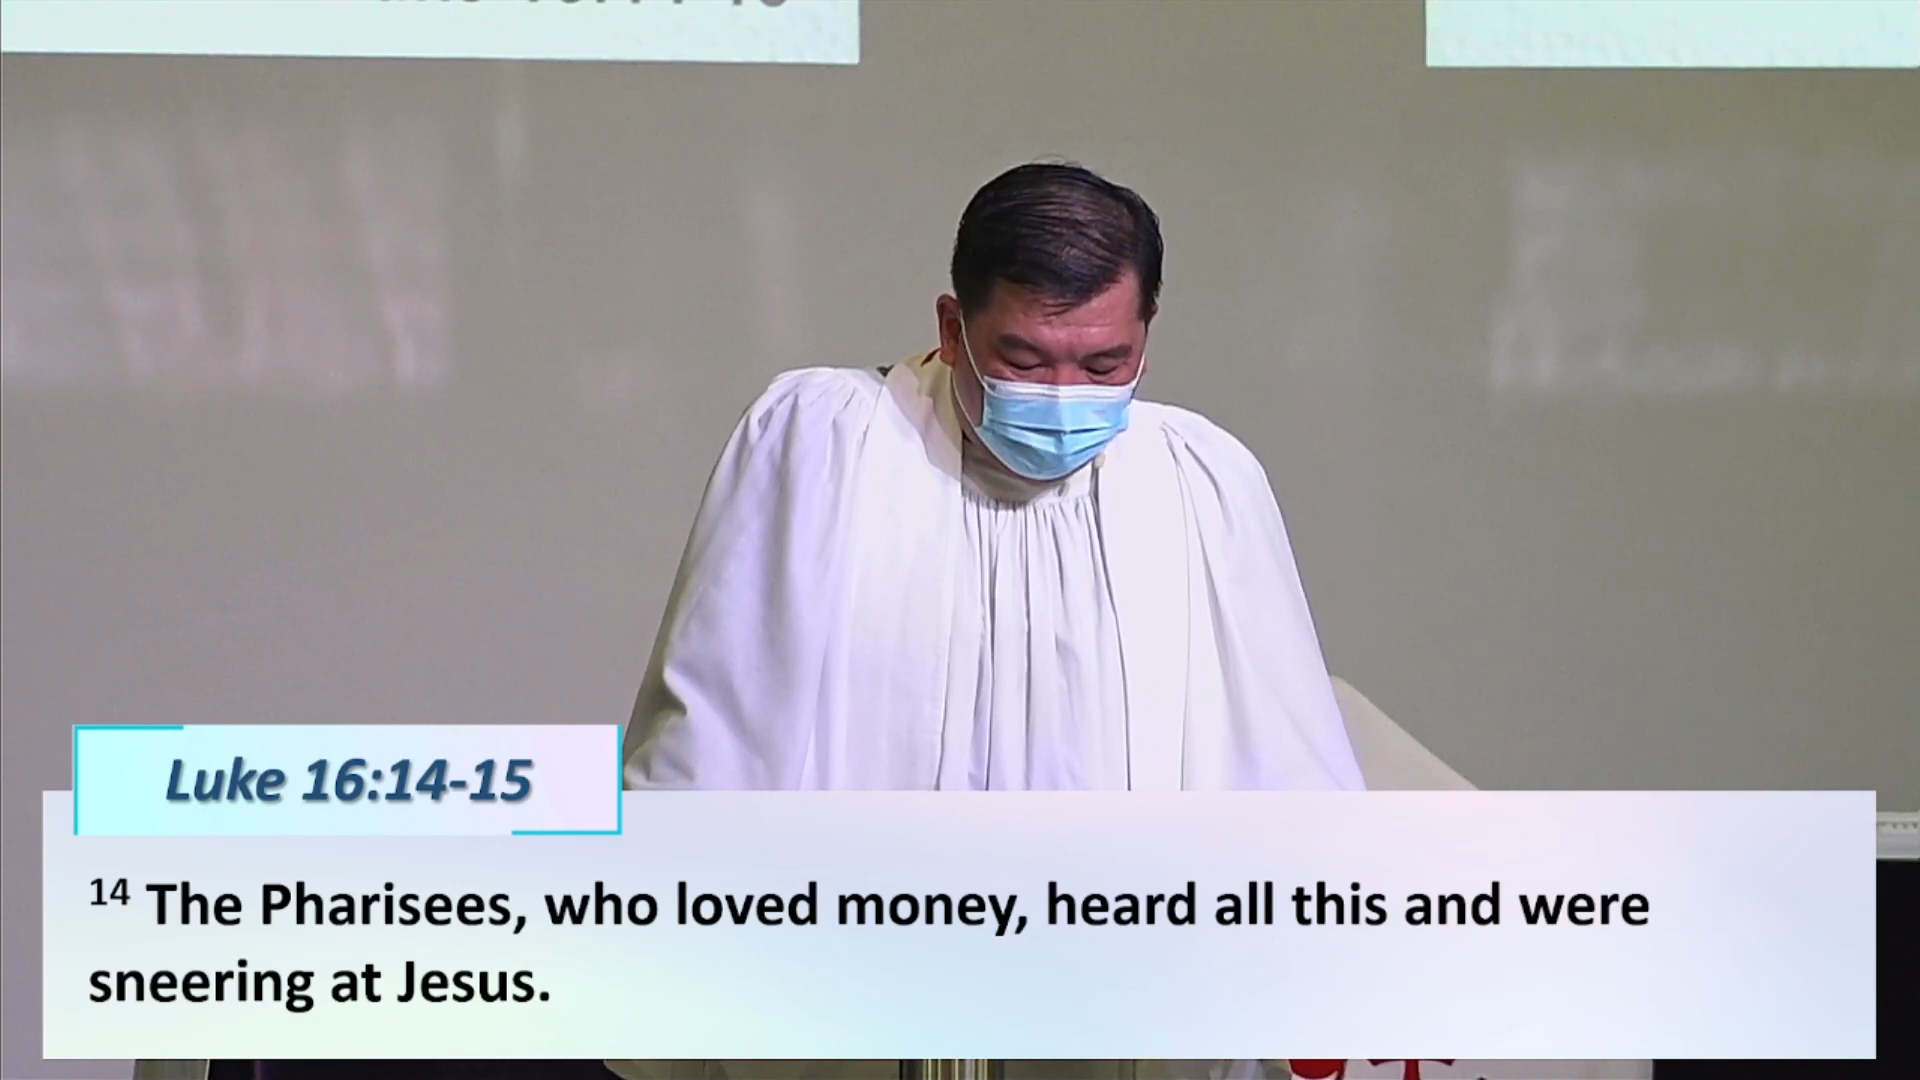 Luke 16:14-15
14 The Pharisees, who loved money, heard all this and were
sneering at Jesus.